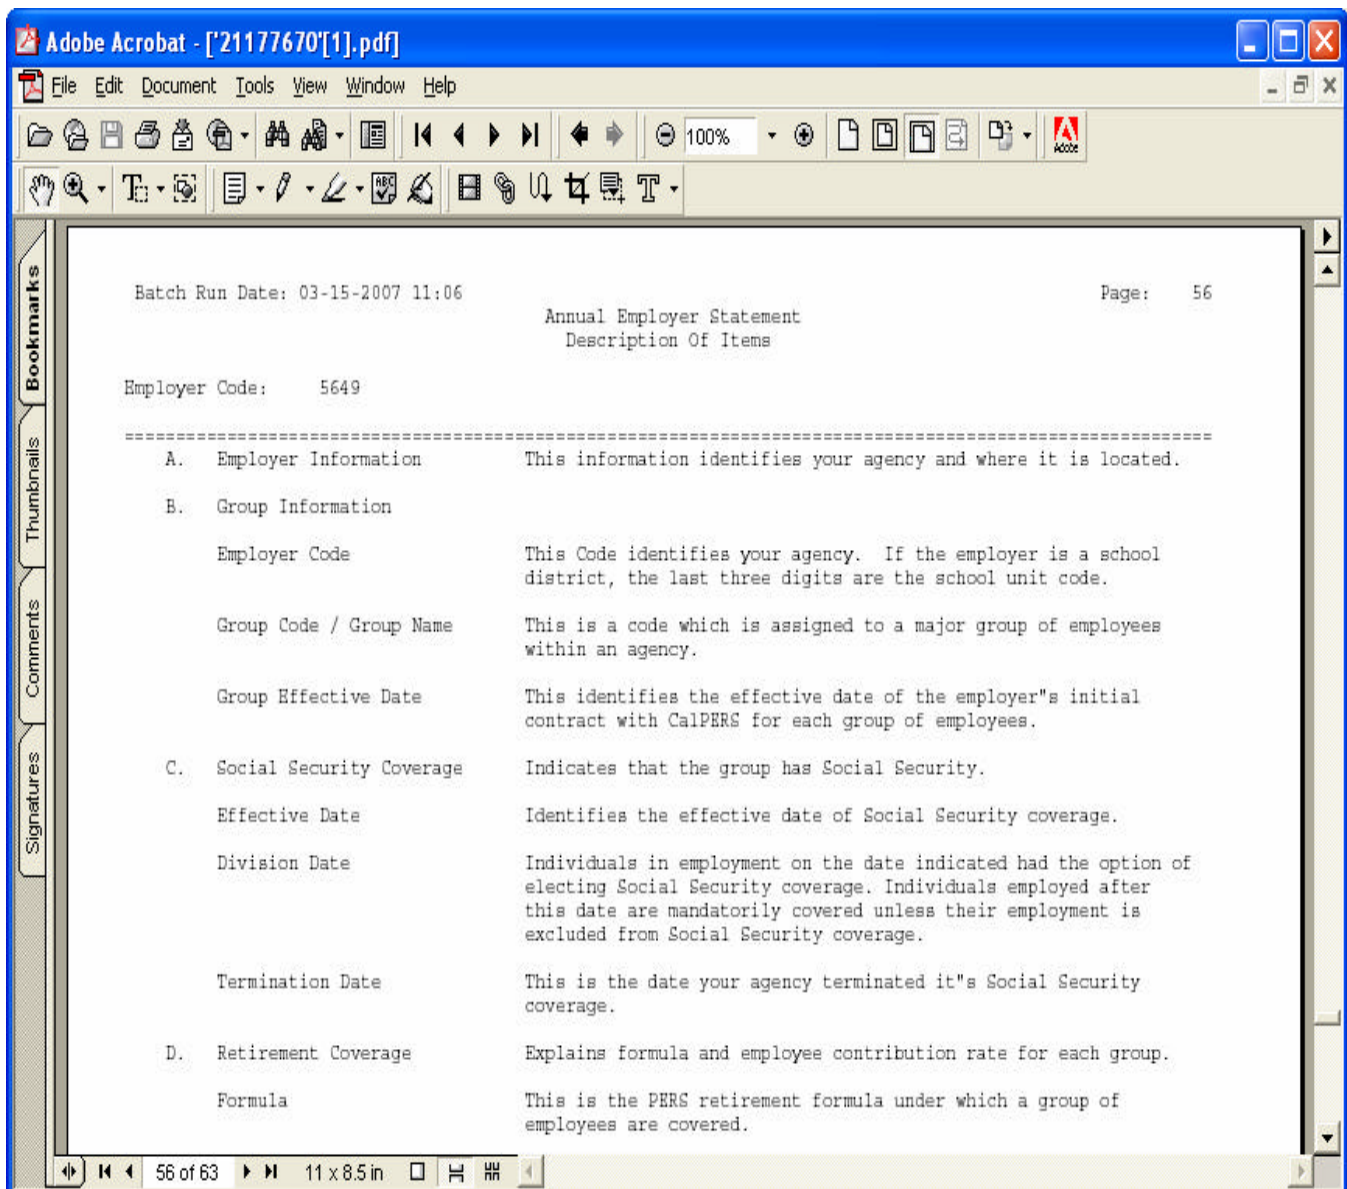 Adobe Acrobat - ['21177670'[1].pdf]
File Edit Document Tools View Window Help
100%
Adobe
Bookmarks
Thumbnails
Comments
Signatures
Batch Run Date: 03-15-2007 11:06 Page: 56
Annual Employer Statement
Description Of Items
Employer Code: 5649
==========================================================================================================
A. Employer Information This information identifies your agency and where it is located.
B. Group Information
Employer Code This Code identifies your agency. If the employer is a school
district, the last three digits are the school unit code.
Group Code / Group Name This is a code which is assigned to a major group of employees
within an agency.
Group Effective Date This identifies the effective date of the employer"s initial
contract with CalPERS for each group of employees.
C. Social Security Coverage Indicates that the group has Social Security.
Effective Date Identifies the effective date of Social Security coverage.
Division Date Individuals in employment on the date indicated had the option of
electing Social Security coverage. Individuals employed after
this date are mandatorily covered unless their employment is
excluded from Social Security coverage.
Termination Date This is the date your agency terminated it"s Social Security
coverage.
D. Retirement Coverage Explains formula and employee contribution rate for each group.
Formula This is the PERS retirement formula under which a group of
employees are covered.
56 of 63 11 x 8.5 in